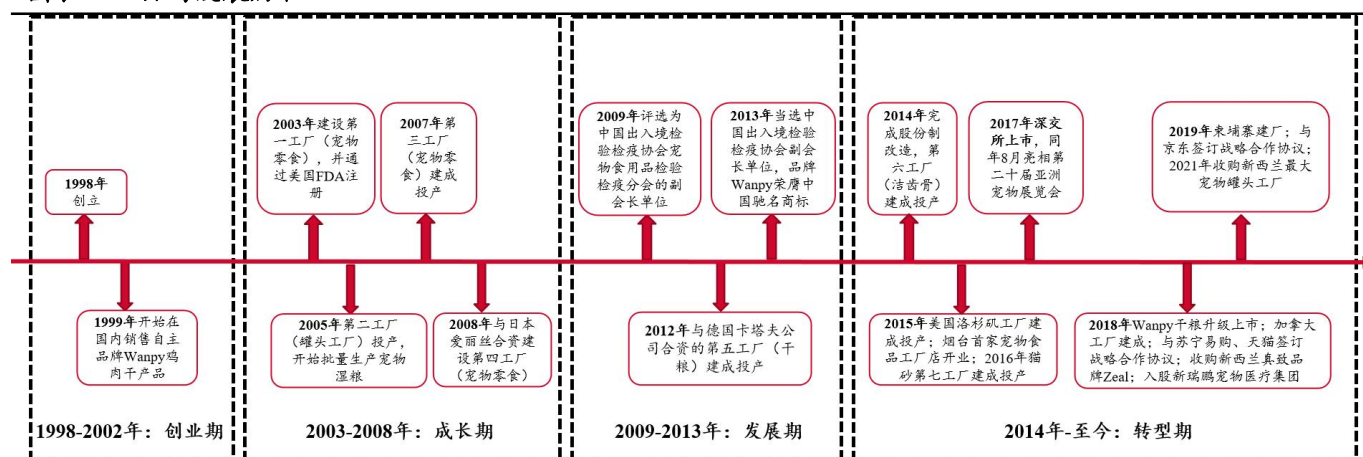 1998年
创立
1999年开始在
国内销售自主
品牌Wanpy鸡
肉干产品
1998-2002年：创业期
2003年建设第
一工厂（宠物
零食），并通
过美国FDA注
册
2005年第二工厂
（罐头工厂）投产，
开始批量生产宠物
湿粮
2007年第
三工厂
（宠物零
食）建成
投产
2008年与日本
爱丽丝合资建
设第四工厂
（宠物零食）
2003-2008年：成长期
2009年评选为
中国出入境检
验检疫协会宠
物食用品检验
检疫分会的副
会长单位
2012年与德国卡塔夫公
司合资的第五工厂（干
粮）建成投产
2013年当选中
国出入境检验
检疫协会副会
长单位，品牌
Wanpy荣膺中
国驰名商标
2009-2013年：发展期
2014年完
成股份制
改造，第
六工厂
（洁齿骨）
建成投产
2015年美国洛杉矶工厂建
成投产；烟台首家宠物食
品工厂店开业；2016年猫
砂第七工厂建成投产
2017年深交
所上市，同
年8月亮相第
二十届亚洲
宠物展览会
2018年Wanpy干粮升级上市；加拿大
工厂建成；与苏宁易购、天猫签订
战略合作协议；收购新西兰真致品
牌Zeal；入股新瑞鹏宠物医疗集团
2019年柬埔寨建厂；与
京东签订战略合作协议；
2021年收购新西兰最大
宠物罐头工厂
2014年-至今：转型期